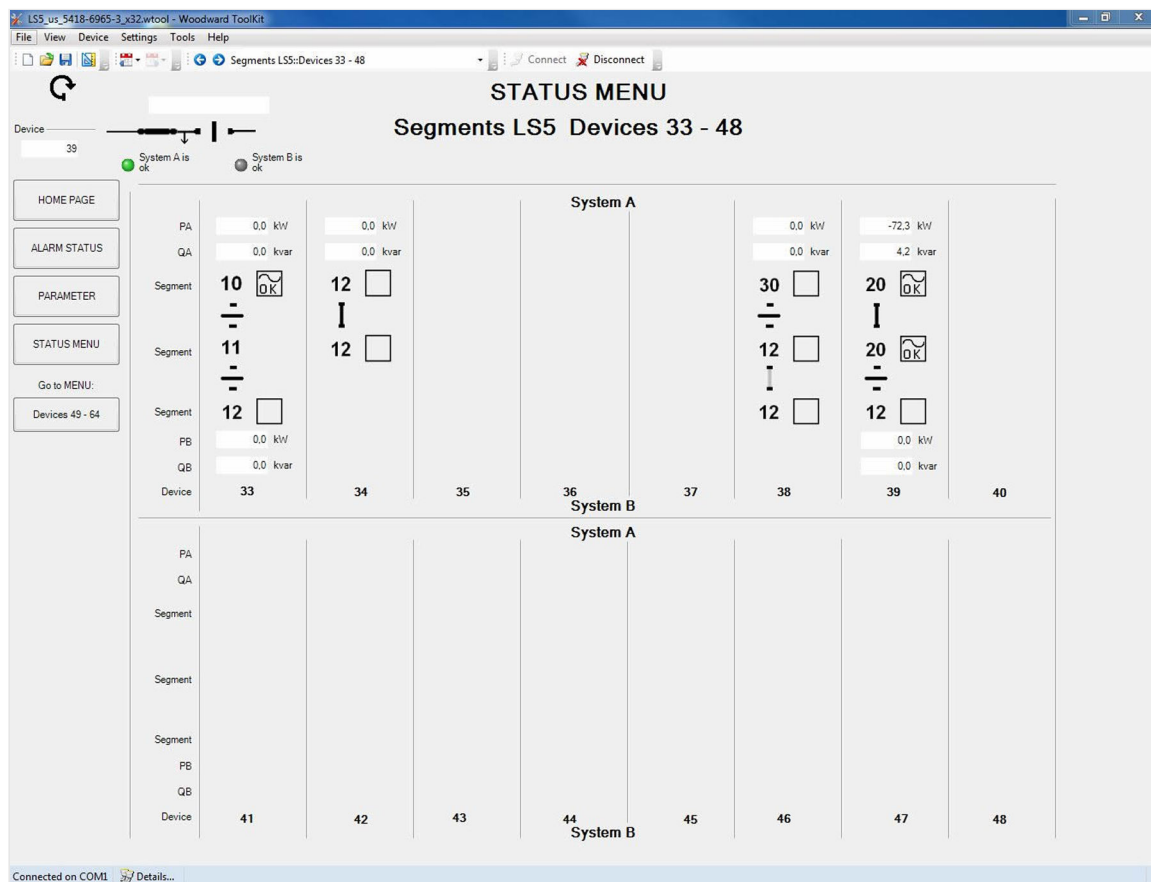 LS5_us_5418-6965-3_x32.wtool - Woodward ToolKit
File View Device Settings Tools Help
Segments LS5::Devices 33 - 48 Connect Disconnect
STATUS MENU
Segments LS5 Devices 33 - 48
Device
39
System A is ok
System B is ok
HOME PAGE
ALARM STATUS
PARAMETER
STATUS MENU
Go to MENU:
Devices 49 - 64
System A
PA 0,0 kW 0,0 kW 0,0 kW -72,3 kW
QA 0,0 kvar 0,0 kvar 0,0 kvar 4,2 kvar
Segment 10 OK 12 30 20 OK
Segment 11 12 12 20 OK
Segment 12 12 12
PB 0,0 kW 0,0 kW
QB 0,0 kvar 0,0 kvar
Device 33 34 35 36 37 38 39 40
System B
System A
PA
QA
Segment
Segment
Segment
PB
QB
Device 41 42 43 44 45 46 47 48
System B
Connected on COM1 Details...